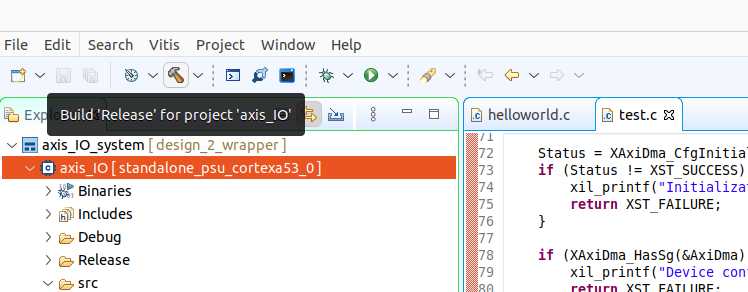 File Edit Search Vitis Project Window Help
Build 'Release' for project 'axis_IO'
helloworld.c
test.c
axis_IO_system [ design_2_wrapper ]
axis_IO [ standalone_psu_cortexa53_0 ]
Binaries
Includes
Debug
Release
src
71
72 Status = XAxiDma_CfgInitial
73 if (Status != XST_SUCCESS)
74 xil_printf("Initializat
75 return XST_FAILURE;
76 }
77
78 if (XAxiDma_HasSg(&AxiDma)
79 xil_printf("Device cont
80 return XST_FAILURE;